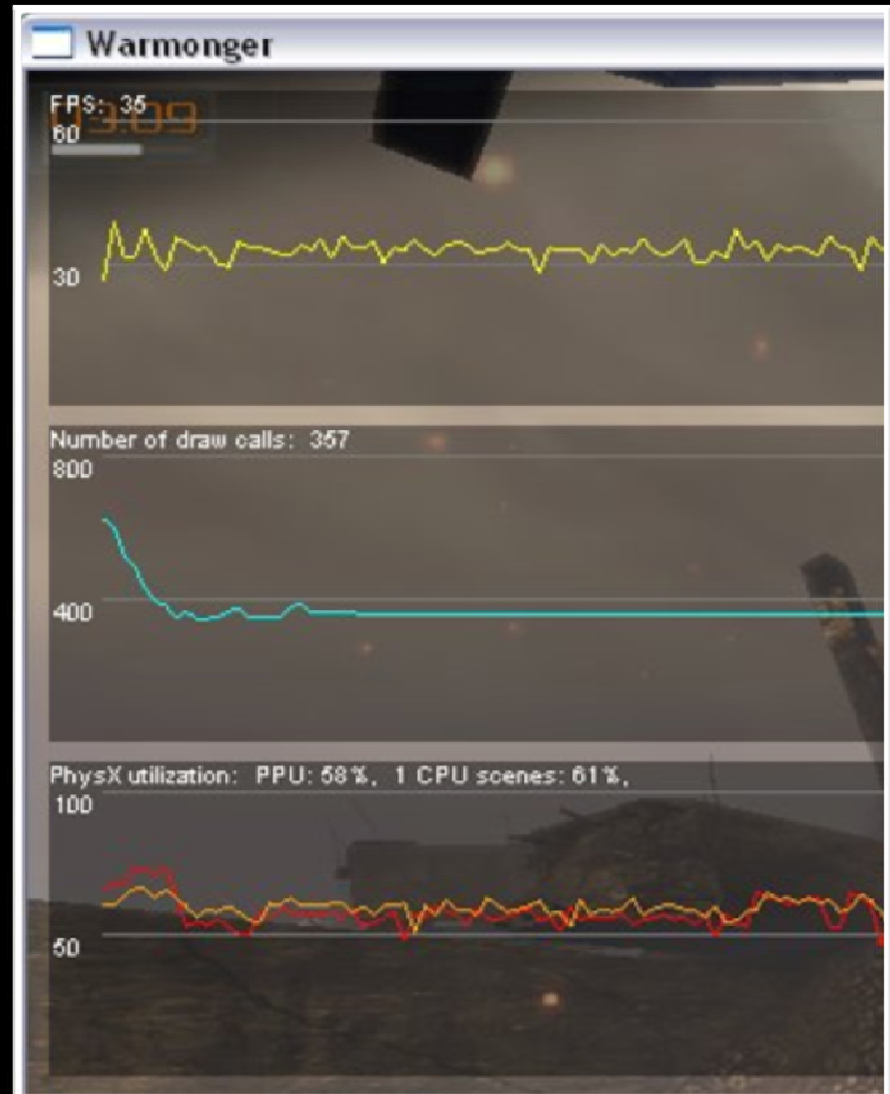 Warmonger
FPS: 35
03:09
60
30
Number of draw calls: 357
800
400
PhysX utilization: PPU: 58%, 1 CPU scenes: 61%,
100
50